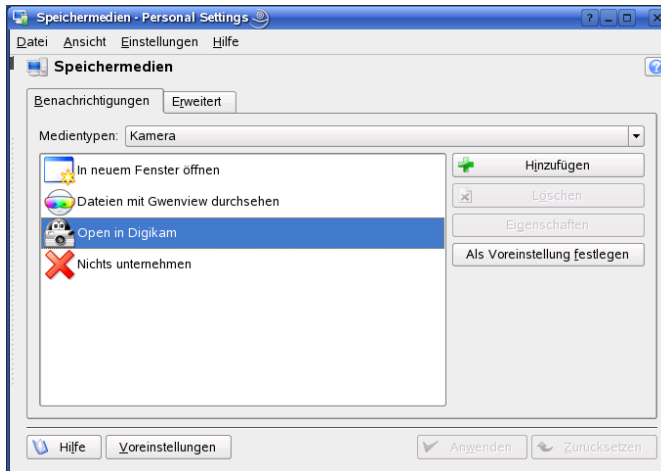 Speichermedien - Personal Settings
Datei Ansicht Einstellungen Hilfe
Speichermedien
Benachrichtigungen Erweitert
Medientypen: Kamera
In neuem Fenster öffnen
Dateien mit Gwenview durchsehen
Open in Digikam
Nichts unternehmen
Hinzufügen
Löschen
Eigenschaften
Als Voreinstellung festlegen
Hilfe Voreinstellungen Anwenden Zurücksetzen